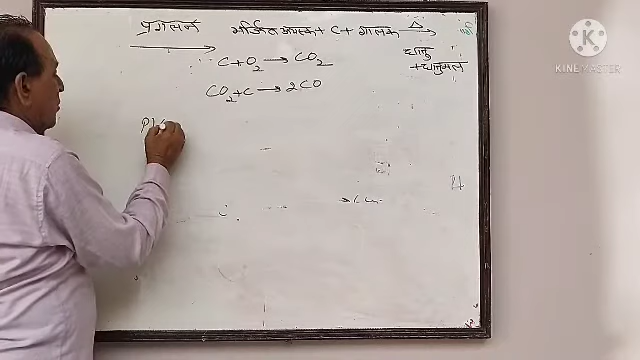 प्रगलन भर्जित अयस्क + C + गालक Δ→ धातु + धातुमल
C + O₂ → CO₂
CO₂ + C → 2CO
K
KINEMASTER